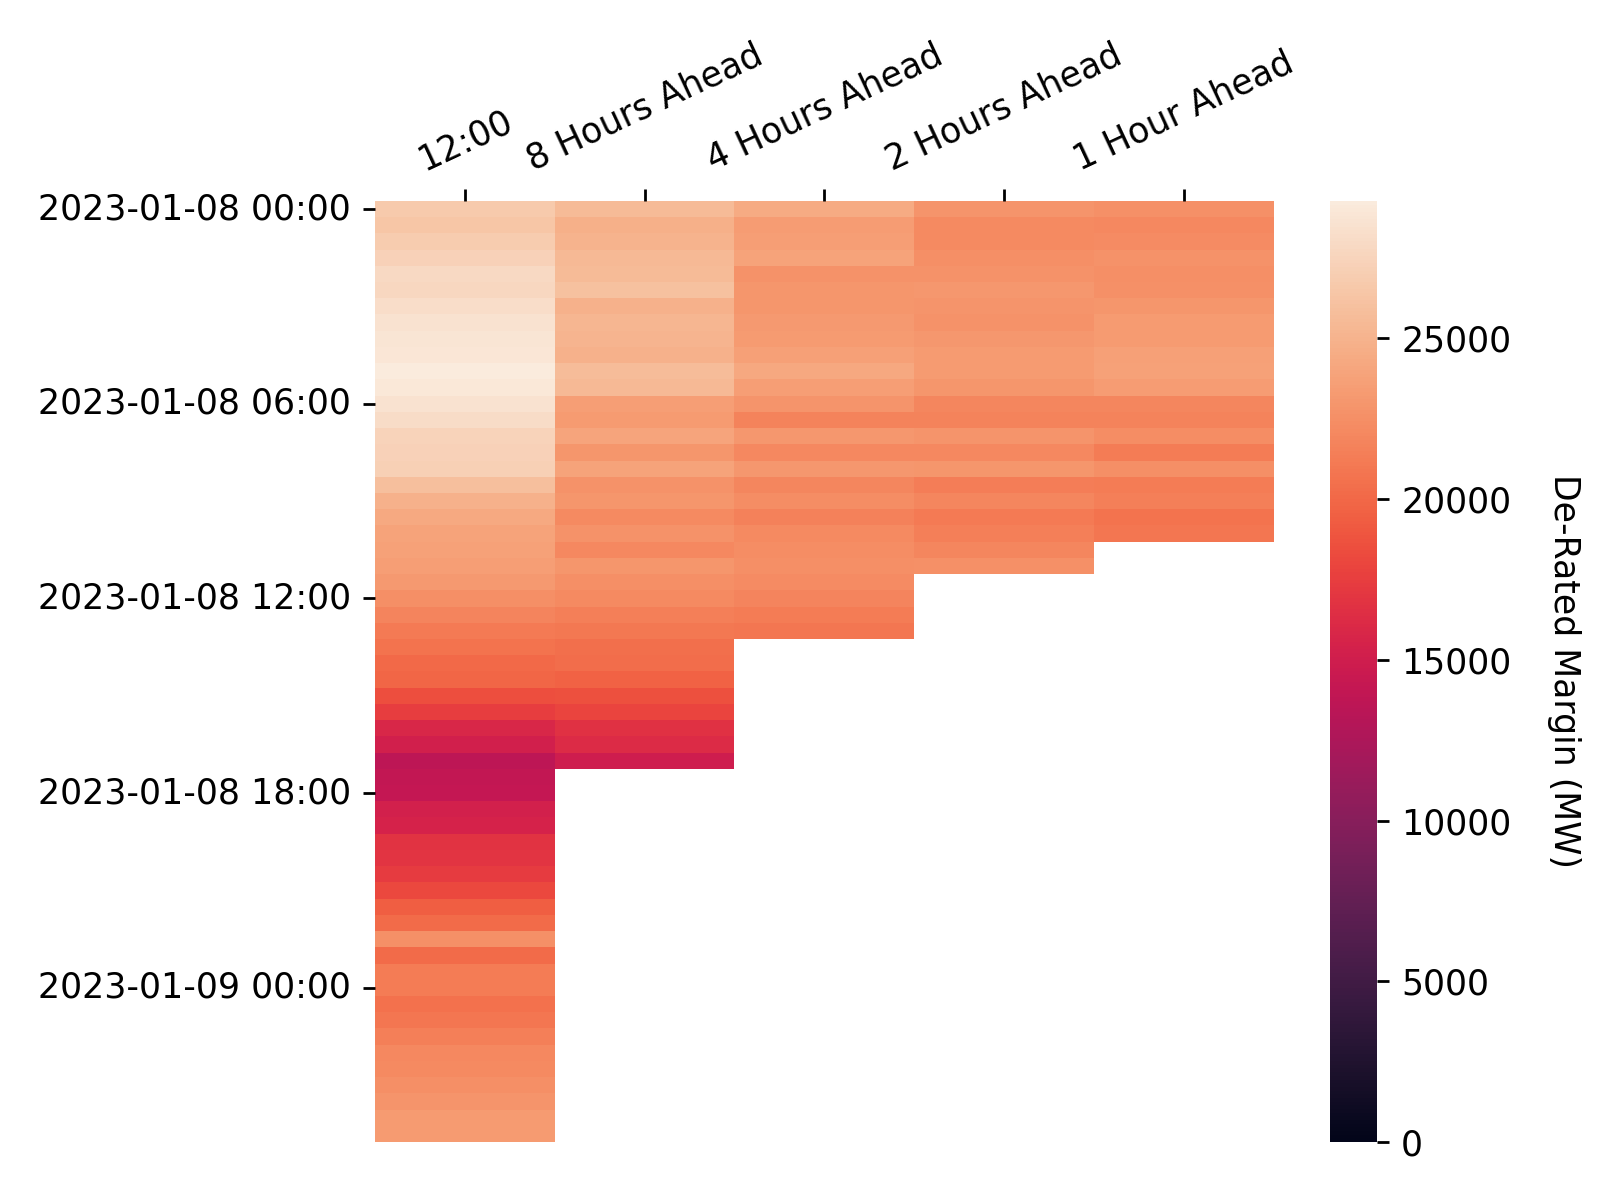 12:00
8 Hours Ahead
4 Hours Ahead
2 Hours Ahead
1 Hour Ahead
2023-01-08 00:00
2023-01-08 06:00
2023-01-08 12:00
2023-01-08 18:00
2023-01-09 00:00
25000
20000
15000
10000
5000
0
De-Rated Margin (MW)